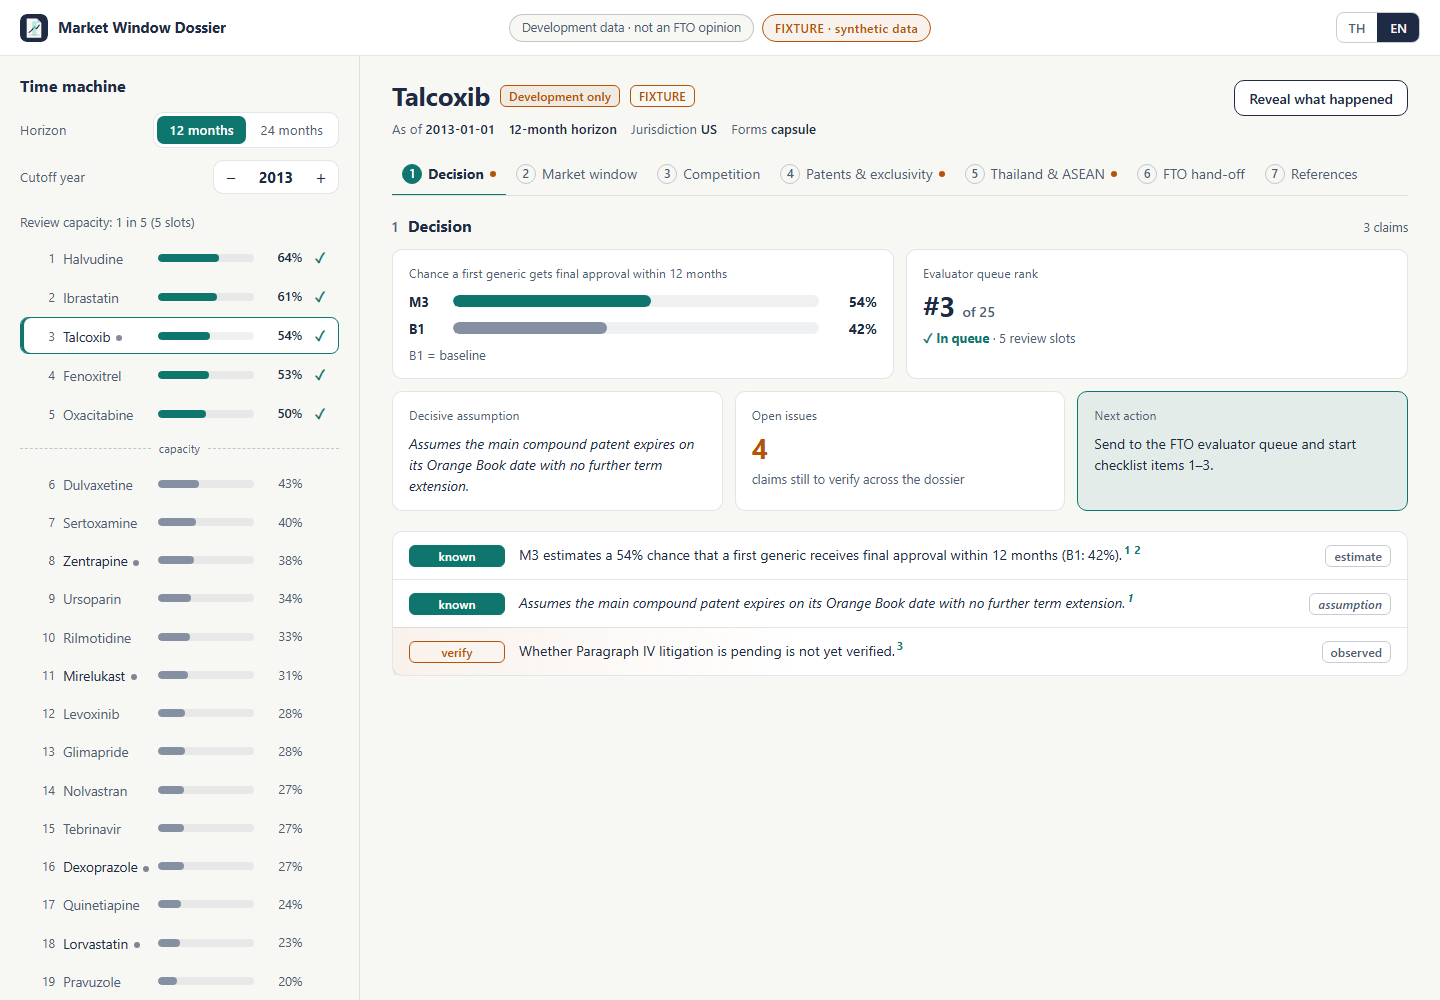 Market Window Dossier
Development data · not an FTO opinion
FIXTURE · synthetic data
TH EN
Time machine
Horizon
12 months 24 months
Cutoff year
− 2013 +
Review capacity: 1 in 5 (5 slots)
1 Halvudine 64% ✓
2 Ibrastatin 61% ✓
3 Talcoxib 54% ✓
4 Fenoxitrel 53% ✓
5 Oxacitabine 50% ✓
capacity
6 Dulvaxetine 43%
7 Sertoxamine 40%
8 Zentrapine 38%
9 Ursoparin 34%
10 Rilmotidine 33%
11 Mirelukast 31%
12 Levoxinib 28%
13 Glimapride 28%
14 Nolvastran 27%
15 Tebrinavir 27%
16 Dexoprazole 27%
17 Quinetiapine 24%
18 Lorvastatin 23%
19 Pravuzole 20%
Talcoxib Development only FIXTURE
Reveal what happened
As of 2013-01-01 12-month horizon Jurisdiction US Forms capsule
1 Decision 2 Market window 3 Competition 4 Patents & exclusivity 5 Thailand & ASEAN 6 FTO hand-off 7 References
1 Decision
3 claims
Chance a first generic gets final approval within 12 months
M3 54%
B1 42%
B1 = baseline
Evaluator queue rank
#3 of 25
✓ In queue · 5 review slots
Decisive assumption
Assumes the main compound patent expires on
its Orange Book date with no further term
extension.
Open issues
4
claims still to verify across the dossier
Next action
Send to the FTO evaluator queue and start
checklist items 1–3.
known M3 estimates a 54% chance that a first generic receives final approval within 12 months (B1: 42%). 1 2 estimate
known Assumes the main compound patent expires on its Orange Book date with no further term extension. 1 assumption
verify Whether Paragraph IV litigation is pending is not yet verified. 3 observed